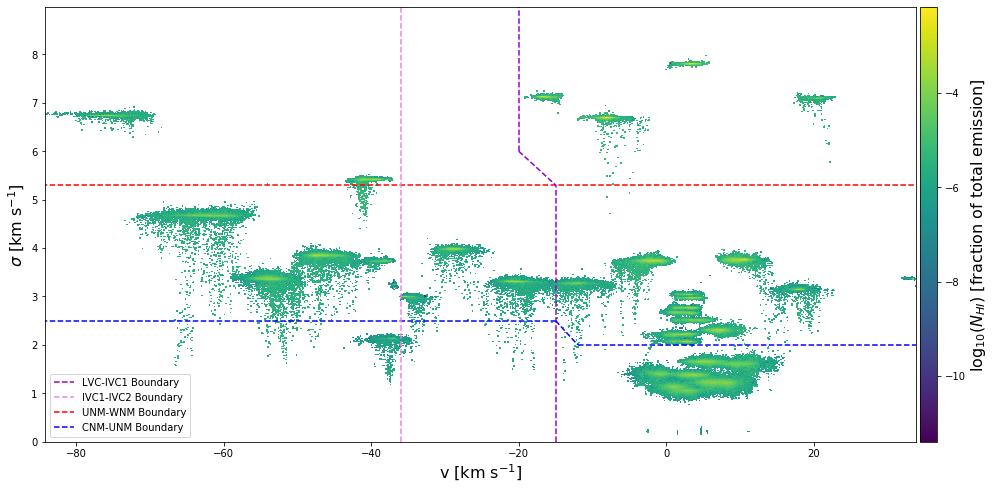 8
7
6
5
4
3
2
1
0
σ [km s⁻¹]
−80
−60
−40
−20
0
20
v [km s⁻¹]
LVC-IVC1 Boundary
IVC1-IVC2 Boundary
UNM-WNM Boundary
CNM-UNM Boundary
−4
−6
−8
−10
log₁₀(N_HI) [fraction of total emission]